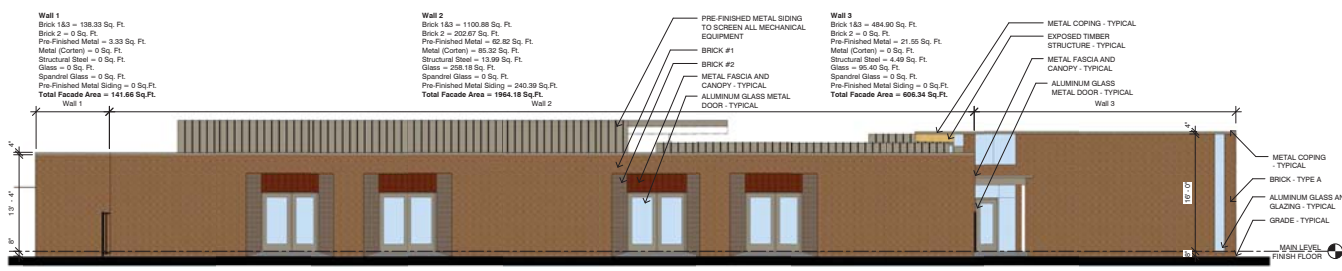 Wall 1
Brick 1&3 = 138.33 Sq. Ft.
Brick 2 = 0 Sq. Ft.
Pre-Finished Metal = 3.33 Sq. Ft.
Metal (Corten) = 0 Sq. Ft.
Structural Steel = 0 Sq. Ft.
Glass = 0 Sq. Ft.
Spandrel Glass = 0 Sq. Ft.
Pre-Finished Metal Siding = 0 Sq. Ft.
Total Facade Area = 141.66 Sq.Ft.
Wall 1
Wall 2
Brick 1&3 = 1100.88 Sq. Ft.
Brick 2 = 202.67 Sq. Ft.
Pre-Finished Metal = 62.82 Sq. Ft.
Metal (Corten) = 85.32 Sq. Ft.
Structural Steel = 13.99 Sq. Ft.
Glass = 258.18 Sq. Ft.
Spandrel Glass = 0 Sq. Ft.
Pre-Finished Metal Siding = 240.39 Sq. Ft.
Total Facade Area = 1964.18 Sq.Ft.
Wall 2
PRE-FINISHED METAL SIDING
TO SCREEN ALL MECHANICAL
EQUIPMENT
BRICK #1
BRICK #2
METAL FASCIA AND
CANOPY - TYPICAL
ALUMINUM GLASS METAL
DOOR - TYPICAL
Wall 3
Brick 1&3 = 484.90 Sq. Ft.
Brick 2 = 0 Sq. Ft.
Pre-Finished Metal = 21.55 Sq. Ft.
Metal (Corten) = 0 Sq. Ft.
Structural Steel = 4.49 Sq. Ft.
Glass = 95.40 Sq. Ft.
Spandrel Glass = 0 Sq. Ft.
Pre-Finished Metal Siding = 0 Sq. Ft.
Total Facade Area = 606.34 Sq.Ft.
METAL COPING - TYPICAL
EXPOSED TIMBER
STRUCTURE - TYPICAL
METAL FASCIA AND
CANOPY - TYPICAL
ALUMINUM GLASS
METAL DOOR - TYPICAL
Wall 3
4"
13' - 4"
8"
4"
16' - 0"
8"
METAL COPING
- TYPICAL
BRICK - TYPE A
ALUMINUM GLASS AN
GLAZING - TYPICAL
GRADE - TYPICAL
MAIN LEVEL
FINISH FLOOR